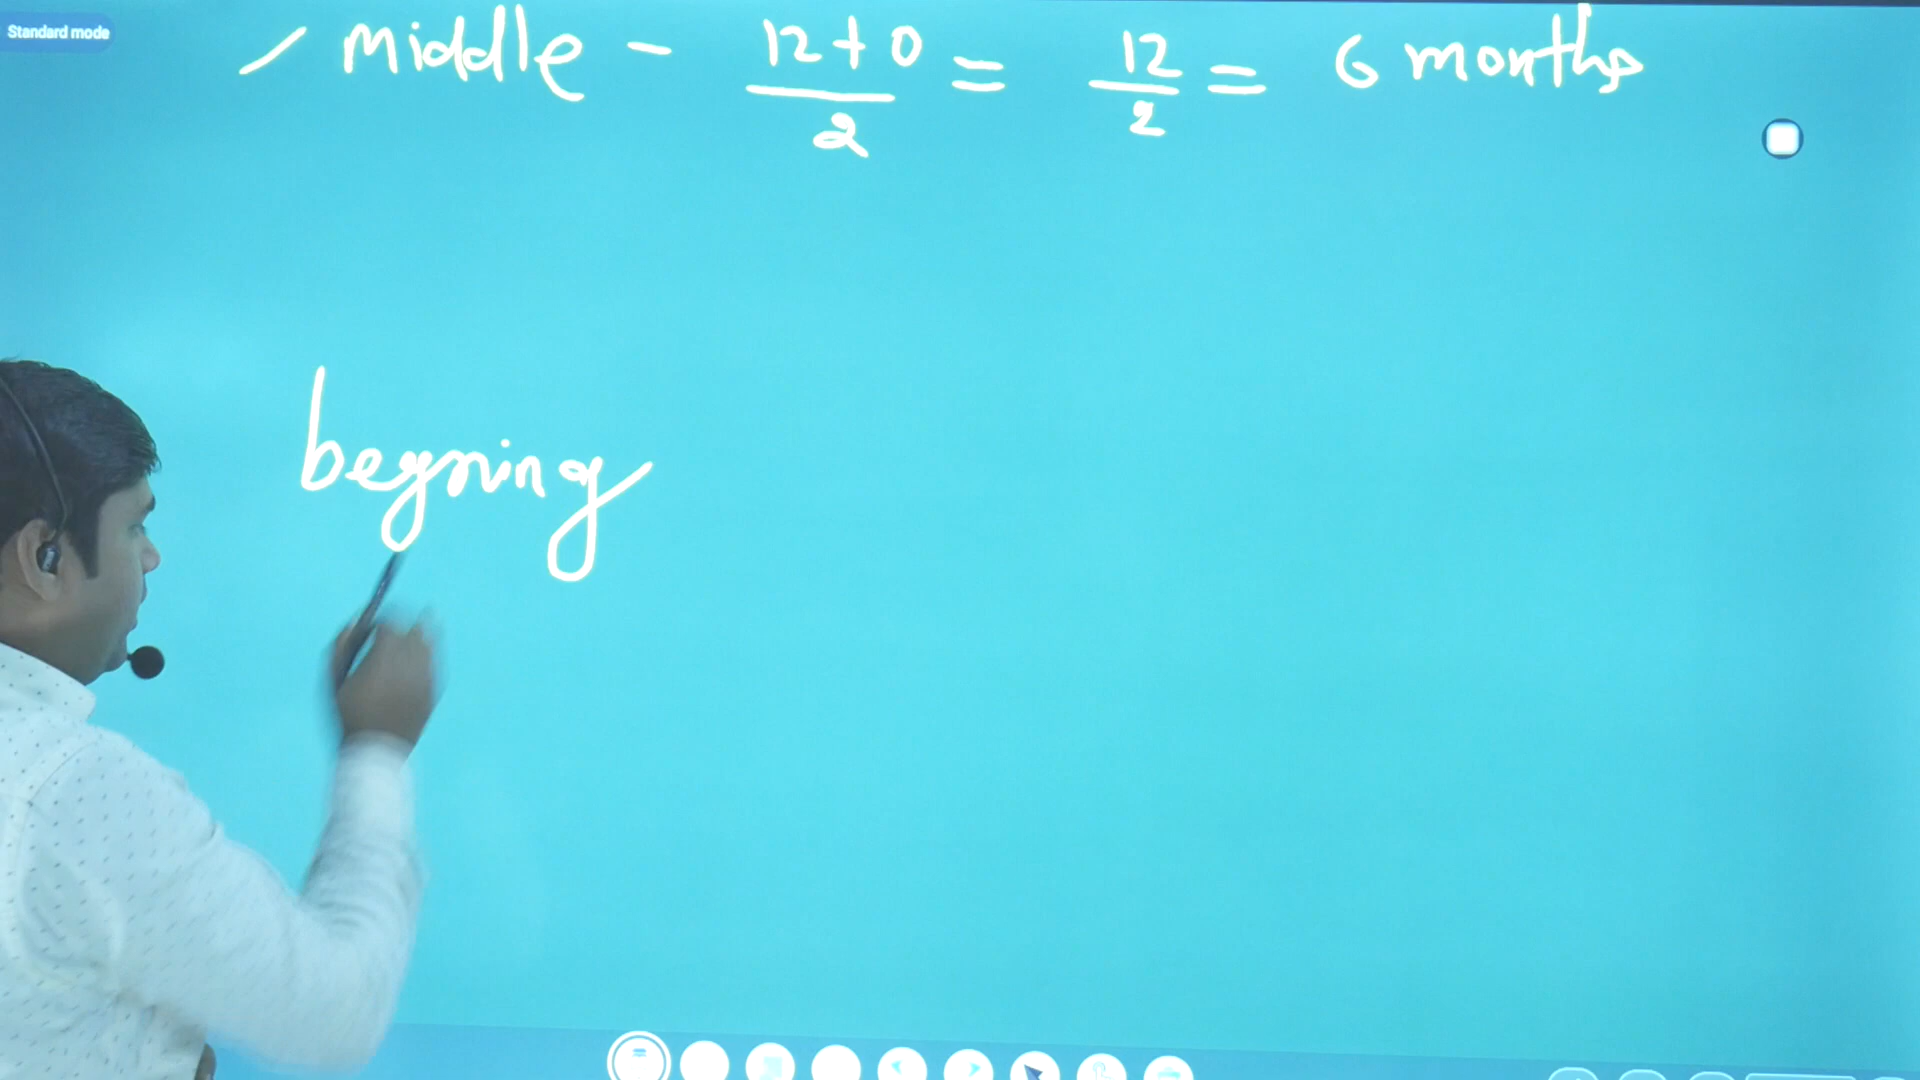 Standard mode
/ middle - 12+0/2 = 12/2 = 6 months
begning